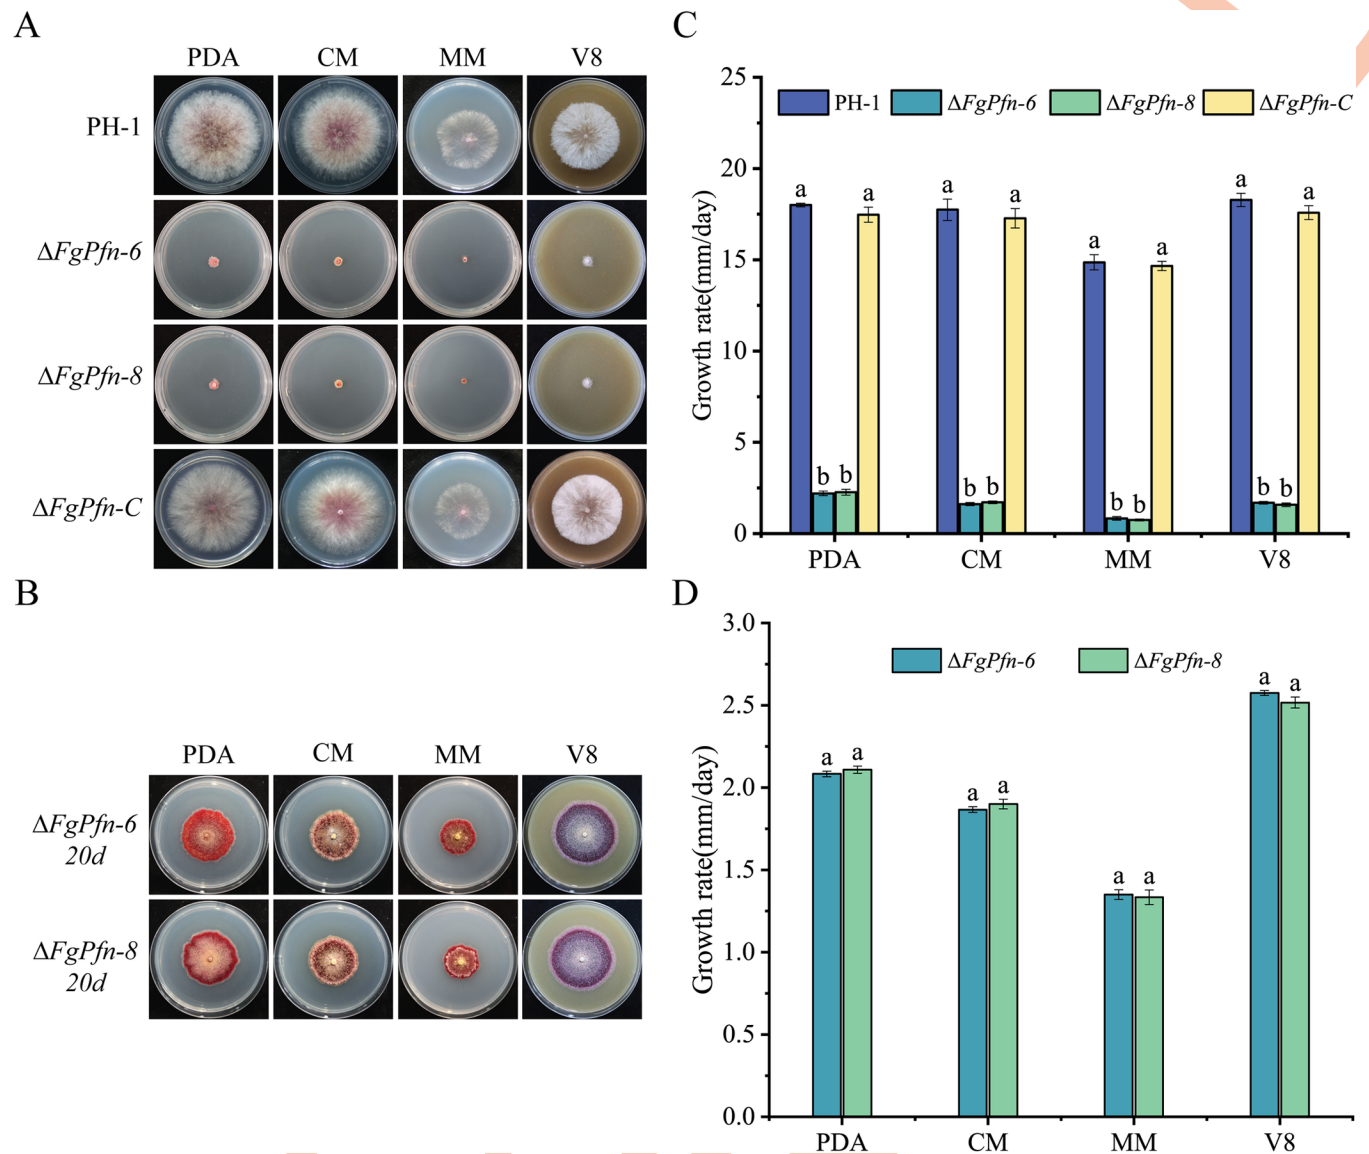 A
PDA CM MM V8
PH-1
ΔFgPfn-6
ΔFgPfn-8
ΔFgPfn-C
B
PDA CM MM V8
ΔFgPfn-6
20d
ΔFgPfn-8
20d
C
25
20
15
10
5
0
Growth rate(mm/day)
PH-1 ΔFgPfn-6 ΔFgPfn-8 ΔFgPfn-C
a b b a
a b b a
a b b a
a b b a
PDA CM MM V8
D
3.0
2.5
2.0
1.5
1.0
0.5
0.0
Growth rate(mm/day)
ΔFgPfn-6 ΔFgPfn-8
a a
a a
a a
a a
PDA CM MM V8